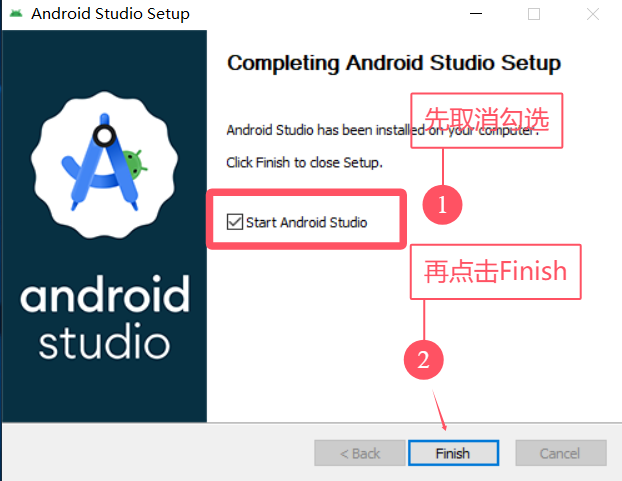 Android Studio Setup
Completing Android Studio Setup
先取消勾选
Android Studio has been installed on your computer.
Click Finish to close Setup.
1
Start Android Studio
再点击Finish
android
studio
2
< Back
Finish
Cancel